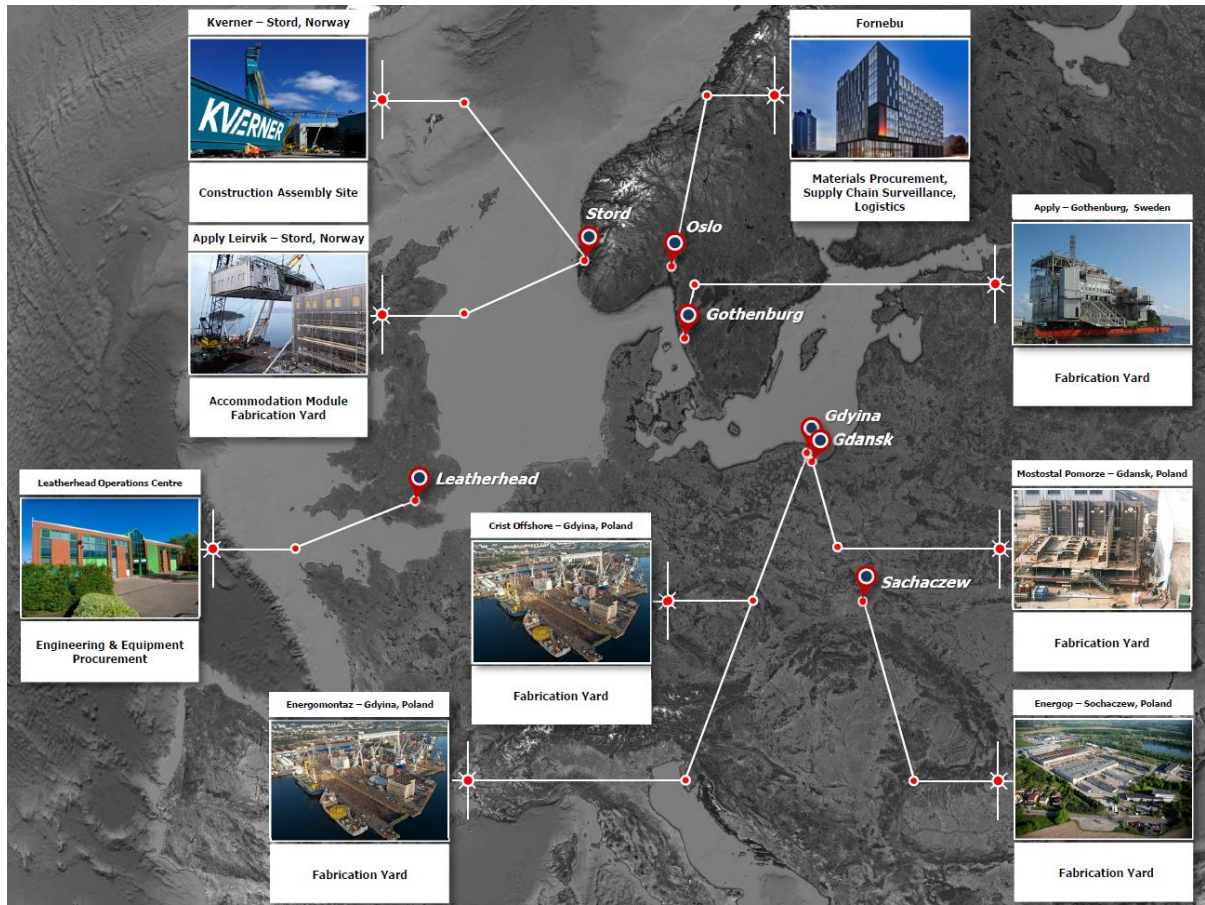 Kverner – Stord, Norway
KVERNER
Construction Assembly Site
Apply Leirvik – Stord, Norway
Accommodation Module
Fabrication Yard
Leatherhead Operations Centre
Engineering & Equipment
Procurement
Energomontaz – Gdyina, Poland
Fabrication Yard
Crist Offshore – Gdyina, Poland
Fabrication Yard
Fornebu
Materials Procurement,
Supply Chain Surveillance,
Logistics
Apply – Gothenburg, Sweden
Fabrication Yard
Mostostal Pomorze – Gdansk, Poland
Fabrication Yard
Energop – Sochaczew, Poland
Fabrication Yard
Stord
Oslo
Gothenburg
Gdyina
Gdansk
Leatherhead
Sachaczew